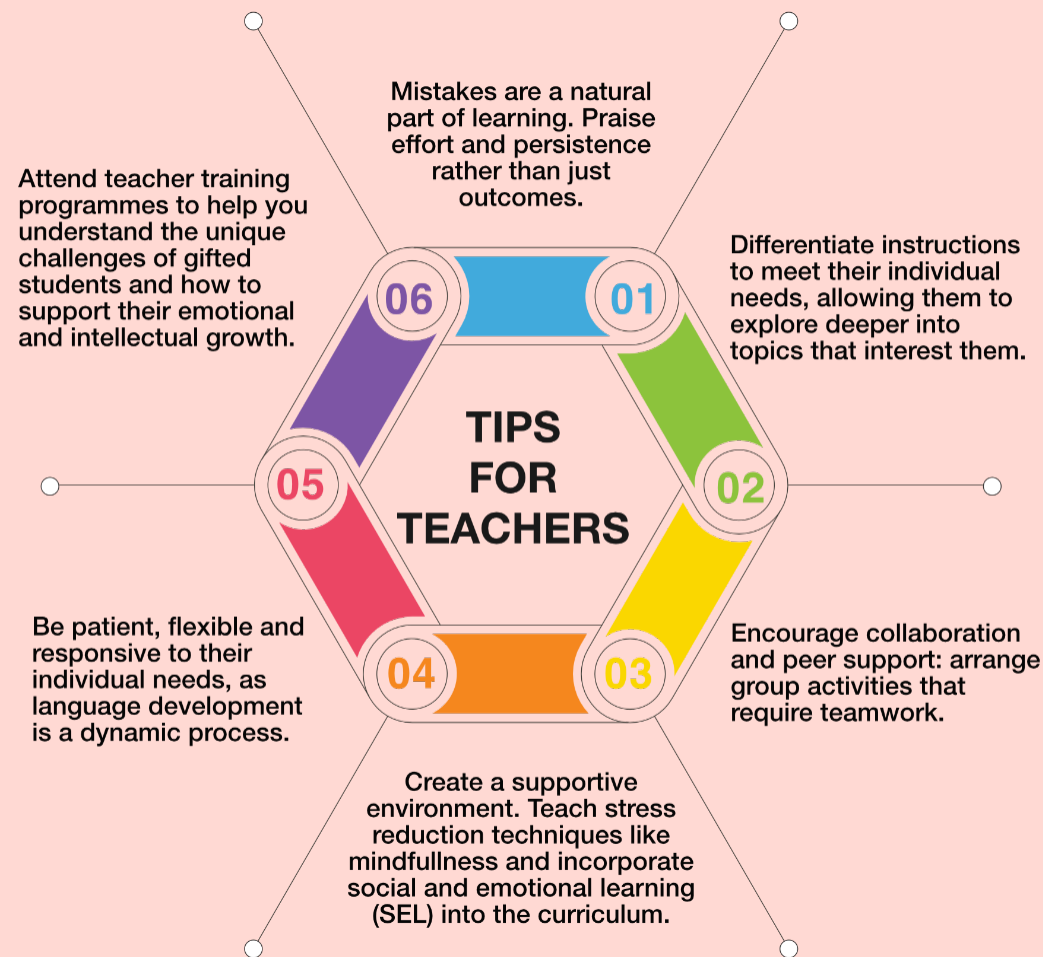 Mistakes are a natural
part of learning. Praise
effort and persistence
rather than just
outcomes.
Attend teacher training
programmes to help you
understand the unique
challenges of gifted
students and how to
support their emotional
and intellectual growth.
Differentiate instructions
to meet their individual
needs, allowing them to
explore deeper into
topics that interest them.
06
01
TIPS
FOR
TEACHERS
05
02
04
03
Be patient, flexible and
responsive to their
individual needs, as
language development
is a dynamic process.
Encourage collaboration
and peer support: arrange
group activities that
require teamwork.
Create a supportive
environment. Teach stress
reduction techniques like
mindfullness and incorporate
social and emotional learning
(SEL) into the curriculum.